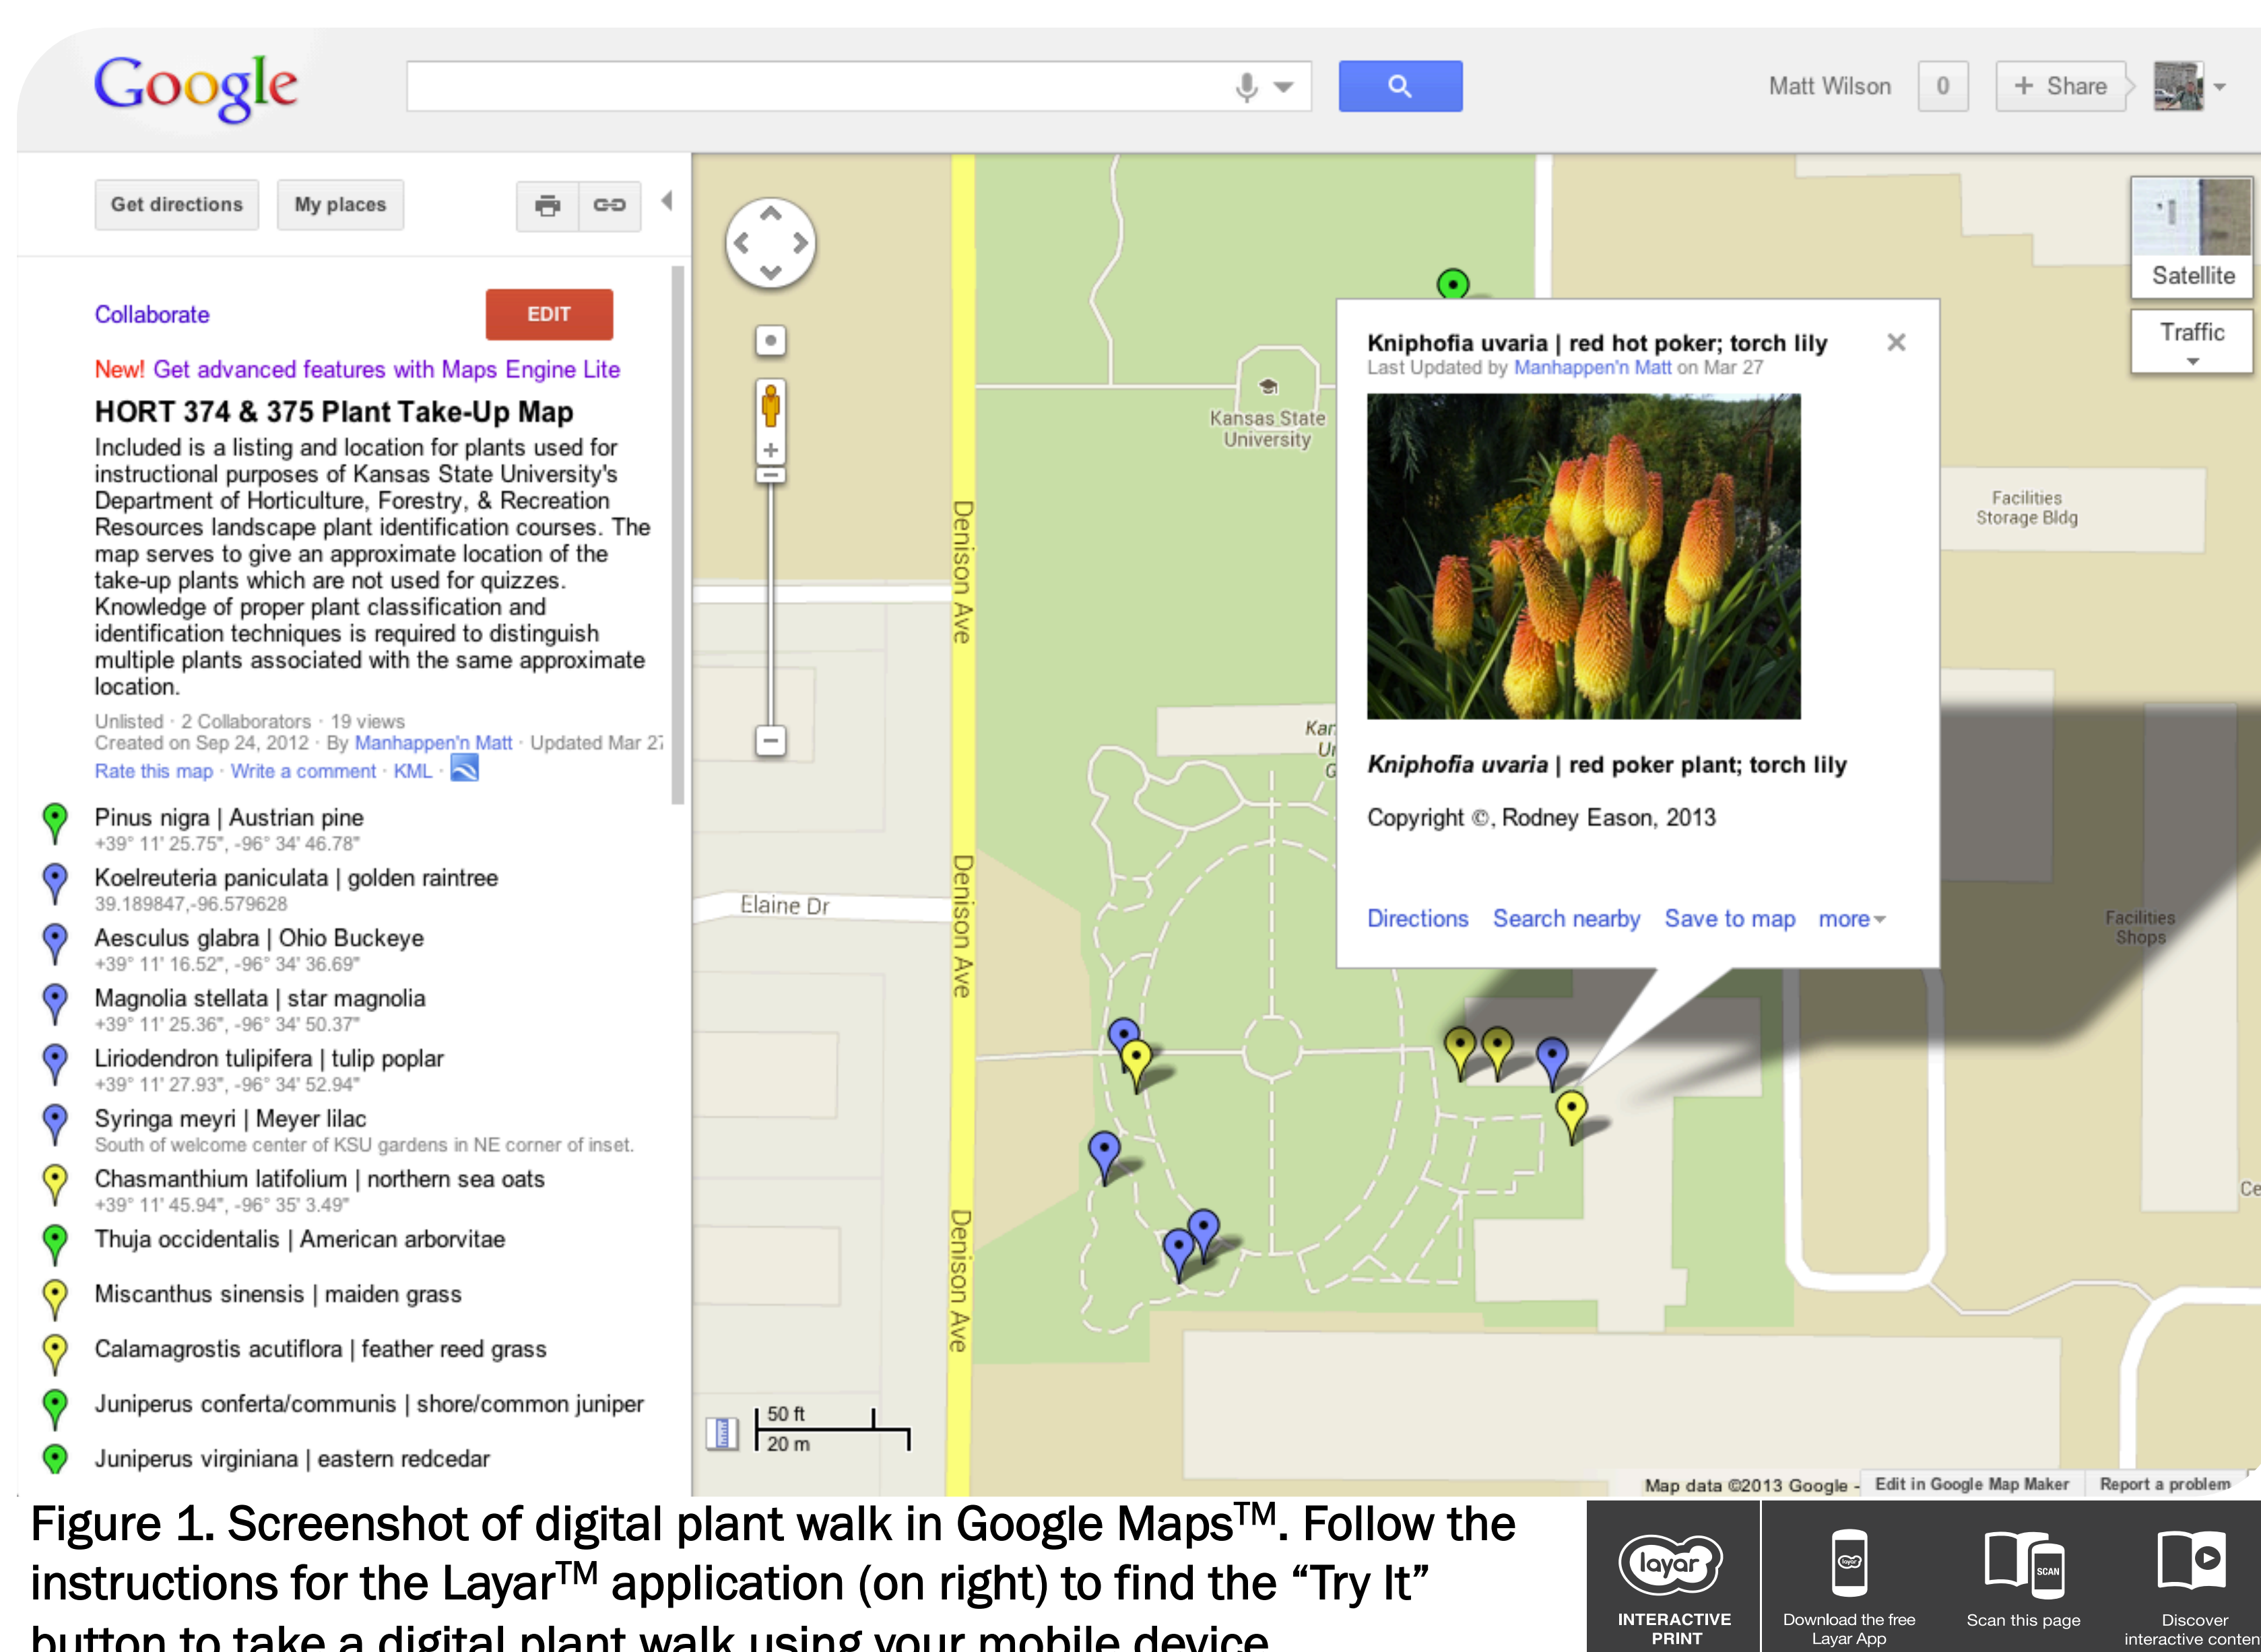 Google
Matt Wilson
0
+ Share
Get directions
My places
Collaborate
EDIT
New! Get advanced features with Maps Engine Lite
HORT 374 & 375 Plant Take-Up Map
Included is a listing and location for plants used for
instructional purposes of Kansas State University's
Department of Horticulture, Forestry, & Recreation
Resources landscape plant identification courses. The
map serves to give an approximate location of the
take-up plants which are not used for quizzes.
Knowledge of proper plant classification and
identification techniques is required to distinguish
multiple plants associated with the same approximate
location.
Unlisted · 2 Collaborators · 19 views
Created on Sep 24, 2012 · By Manhappen'n Matt · Updated Mar 27
Rate this map · Write a comment · KML ·
Pinus nigra | Austrian pine
+39° 11' 25.75", -96° 34' 46.78"
Koelreuteria paniculata | golden raintree
39.189847,-96.579628
Aesculus glabra | Ohio Buckeye
+39° 11' 16.52", -96° 34' 36.69"
Magnolia stellata | star magnolia
+39° 11' 25.36", -96° 34' 50.37"
Liriodendron tulipifera | tulip poplar
+39° 11' 27.93", -96° 34' 52.94"
Syringa meyri | Meyer lilac
South of welcome center of KSU gardens in NE corner of inset.
Chasmanthium latifolium | northern sea oats
+39° 11' 45.94", -96° 35' 3.49"
Thuja occidentalis | American arborvitae
Miscanthus sinensis | maiden grass
Calamagrostis acutiflora | feather reed grass
Juniperus conferta/communis | shore/common juniper
Juniperus virginiana | eastern redcedar
Denison Ave
Denison Ave
Denison Ave
Elaine Dr
Kansas State
University
Kan
Un
G
50 ft
20 m
Kniphofia uvaria | red hot poker; torch lily
Last Updated by Manhappen'n Matt on Mar 27
Kniphofia uvaria | red poker plant; torch lily
Copyright ©, Rodney Eason, 2013
Directions Search nearby Save to map more
Satellite
Traffic
Facilities
Storage Bldg
Facilities
Shops
Ce
Map data ©2013 Google -
Edit in Google Map Maker
Report a problem
Figure 1. Screenshot of digital plant walk in Google Maps™. Follow the
instructions for the Layar™ application (on right) to find the “Try It”
button to take a digital plant walk using your mobile device
layar
INTERACTIVE
PRINT
layar
Download the free
Layar App
SCAN
Scan this page
Discover
interactive conten